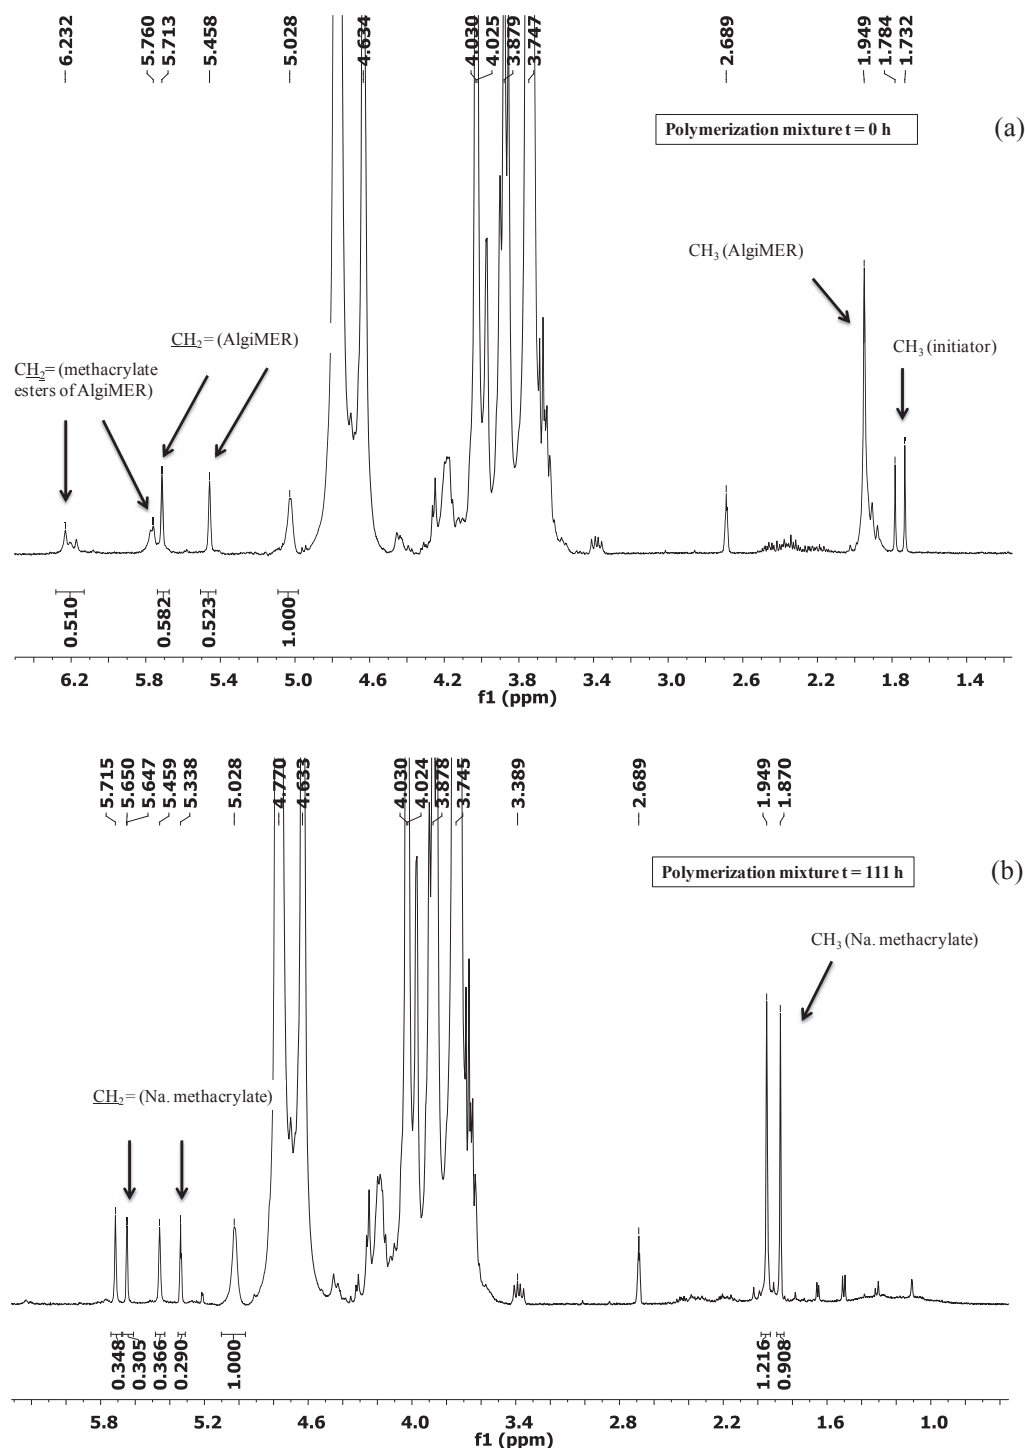 6.232
5.760
5.713
5.458
5.028
4.634
4.030
4.025
3.879
3.747
2.689
1.949
1.784
1.732
Polymerization mixture t = 0 h
(a)
CH3 (AlgiMER)
CH2= (AlgiMER)
CH3 (initiator)
CH2= (methacrylate
esters of AlgiMER)
0.510
0.582
0.523
1.000
6.2 5.8 5.4 5.0 4.6 4.2 3.8 3.4 3.0 2.6 2.2 1.8 1.4
f1 (ppm)
5.715
5.650
5.647
5.459
5.338
5.028
4.770
4.633
4.030
4.024
3.878
3.745
3.389
2.689
1.949
1.870
Polymerization mixture t = 111 h
(b)
CH3 (Na. methacrylate)
CH2= (Na. methacrylate)
0.348
0.305
0.366
0.290
1.000
1.216
0.908
5.8 5.2 4.6 4.0 3.4 2.8 2.2 1.6 1.0
f1 (ppm)